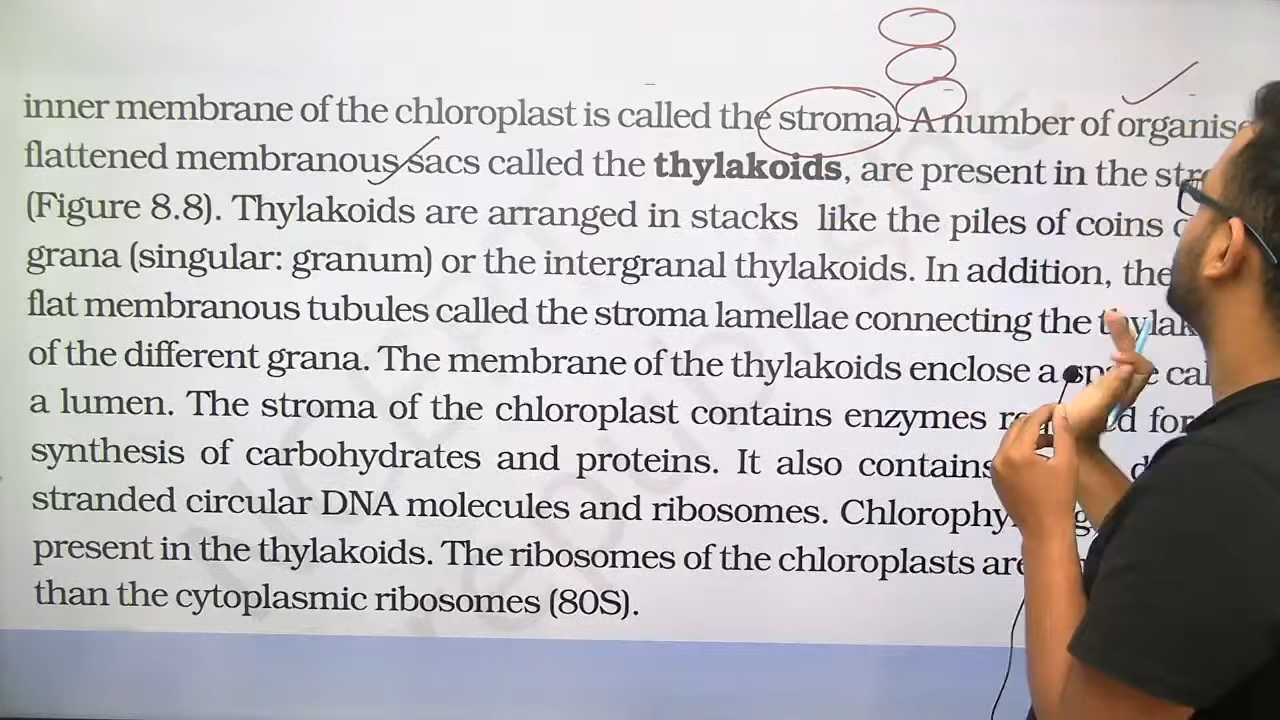 inner membrane of the chloroplast is called the stroma. A number of
flattened membranous sacs called the thylakoids, are present in the
(Figure 8.8). Thylakoids are arranged in stacks like the piles of coins
grana (singular: granum) or the intergranal thylakoids. In addition,
flat membranous tubules called the stroma lamellae connecting the
of the different grana. The membrane of the thylakoids enclose a
a lumen. The stroma of the chloroplast contains enzymes
synthesis of carbohydrates and proteins. It also contains
stranded circular DNA molecules and ribosomes.
present in the thylakoids. The ribosomes of the chloroplasts are
than the cytoplasmic ribosomes (80S).